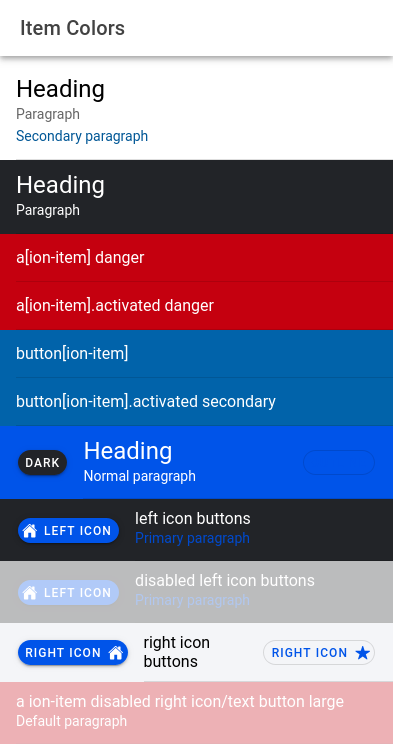 Item Colors
Heading
Paragraph
Secondary paragraph
Heading
Paragraph
a[ion-item] danger
a[ion-item].activated danger
button[ion-item]
button[ion-item].activated secondary
DARK
Heading
Normal paragraph
LEFT ICON
left icon buttons
Primary paragraph
LEFT ICON
disabled left icon buttons
Primary paragraph
RIGHT ICON
right icon
buttons
RIGHT ICON
a ion-item disabled right icon/text button large
Default paragraph